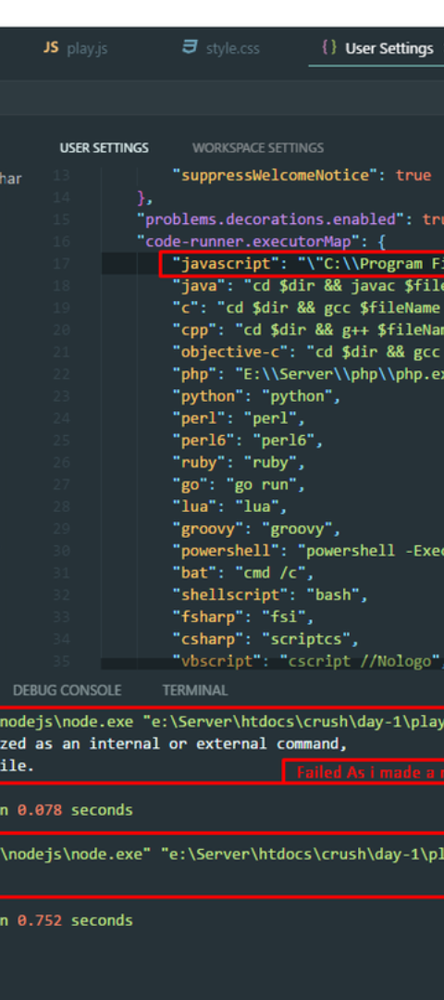 JS play.js
style.css
{ } User Settings
USER SETTINGS WORKSPACE SETTINGS
har
13 "suppressWelcomeNotice": true
14 },
15 "problems.decorations.enabled": tru
16 "code-runner.executorMap": {
17 "javascript": "\"C:\\Program Fi
18 "java": "cd $dir && javac $file
19 "c": "cd $dir && gcc $fileName
20 "cpp": "cd $dir && g++ $fileNam
21 "objective-c": "cd $dir && gcc
22 "php": "E:\\Server\\php\\php.ex
23 "python": "python",
24 "perl": "perl",
25 "perl6": "perl6",
26 "ruby": "ruby",
27 "go": "go run",
28 "lua": "lua",
29 "groovy": "groovy",
30 "powershell": "powershell -Exec
31 "bat": "cmd /c",
32 "shellscript": "bash",
33 "fsharp": "fsi",
34 "csharp": "scriptcs",
35 "vbscript": "cscript //Nologo",
DEBUG CONSOLE TERMINAL
nodejs\node.exe "e:\Server\htdocs\crush\day-1\play
zed as an internal or external command,
ile.
Failed As i made a m
n 0.078 seconds
\nodejs\node.exe" "e:\Server\htdocs\crush\day-1\pl
n 0.752 seconds